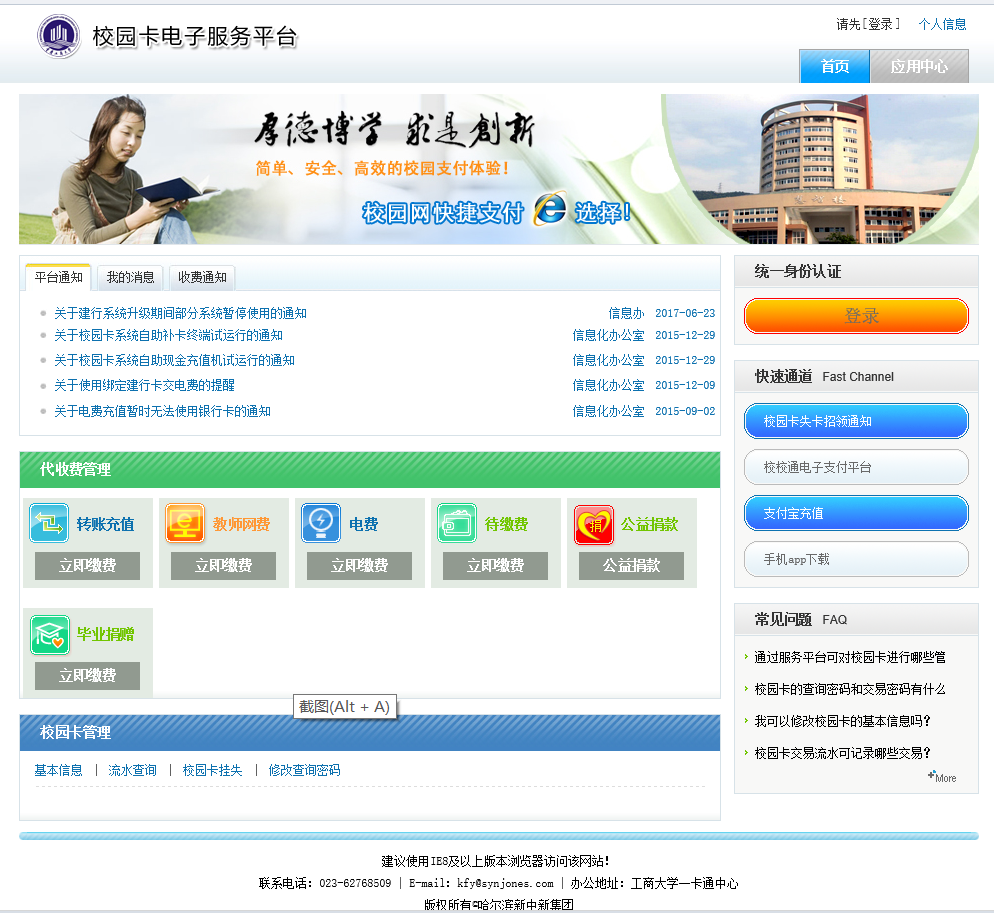 校园卡电子服务平台
请先[登录] 个人信息
首页 应用中心
厚德博学 求是創新
简单、安全、高效的校园支付体验!
校园网快捷支付 选择!
平台通知 我的消息 收费通知
关于建行系统升级期间部分系统暂停使用的通知 信息办 2017-06-23
关于校园卡系统自助补卡终端试运行的通知 信息化办公室 2015-12-29
关于校园卡系统自助现金充值机试运行的通知 信息化办公室 2015-12-29
关于使用绑定建行卡交电费的提醒 信息化办公室 2015-12-09
关于电费充值暂时无法使用银行卡的通知 信息化办公室 2015-09-02
统一身份认证
登录
快速通道 Fast Channel
校园卡失卡招领通知
校校通电子支付平台
支付宝充值
手机app下载
常见问题 FAQ
通过服务平台可对校园卡进行哪些管
校园卡的查询密码和交易密码有什么
我可以修改校园卡的基本信息吗?
校园卡交易流水可记录哪些交易?
More
代收费管理
转账充值 教师网费 电费 待缴费 捐 公益捐款
立即缴费 立即缴费 立即缴费 立即缴费 公益捐款
毕业捐赠
立即缴费
截图(Alt + A)
校园卡管理
基本信息 | 流水查询 | 校园卡挂失 | 修改查询密码
建议使用IE8及以上版本浏览器访问该网站!
联系电话: 023-62768509 | E-mail: kfy@synjones.com | 办公地址: 工商大学一卡通中心
版权所有©哈尔滨新中新集团